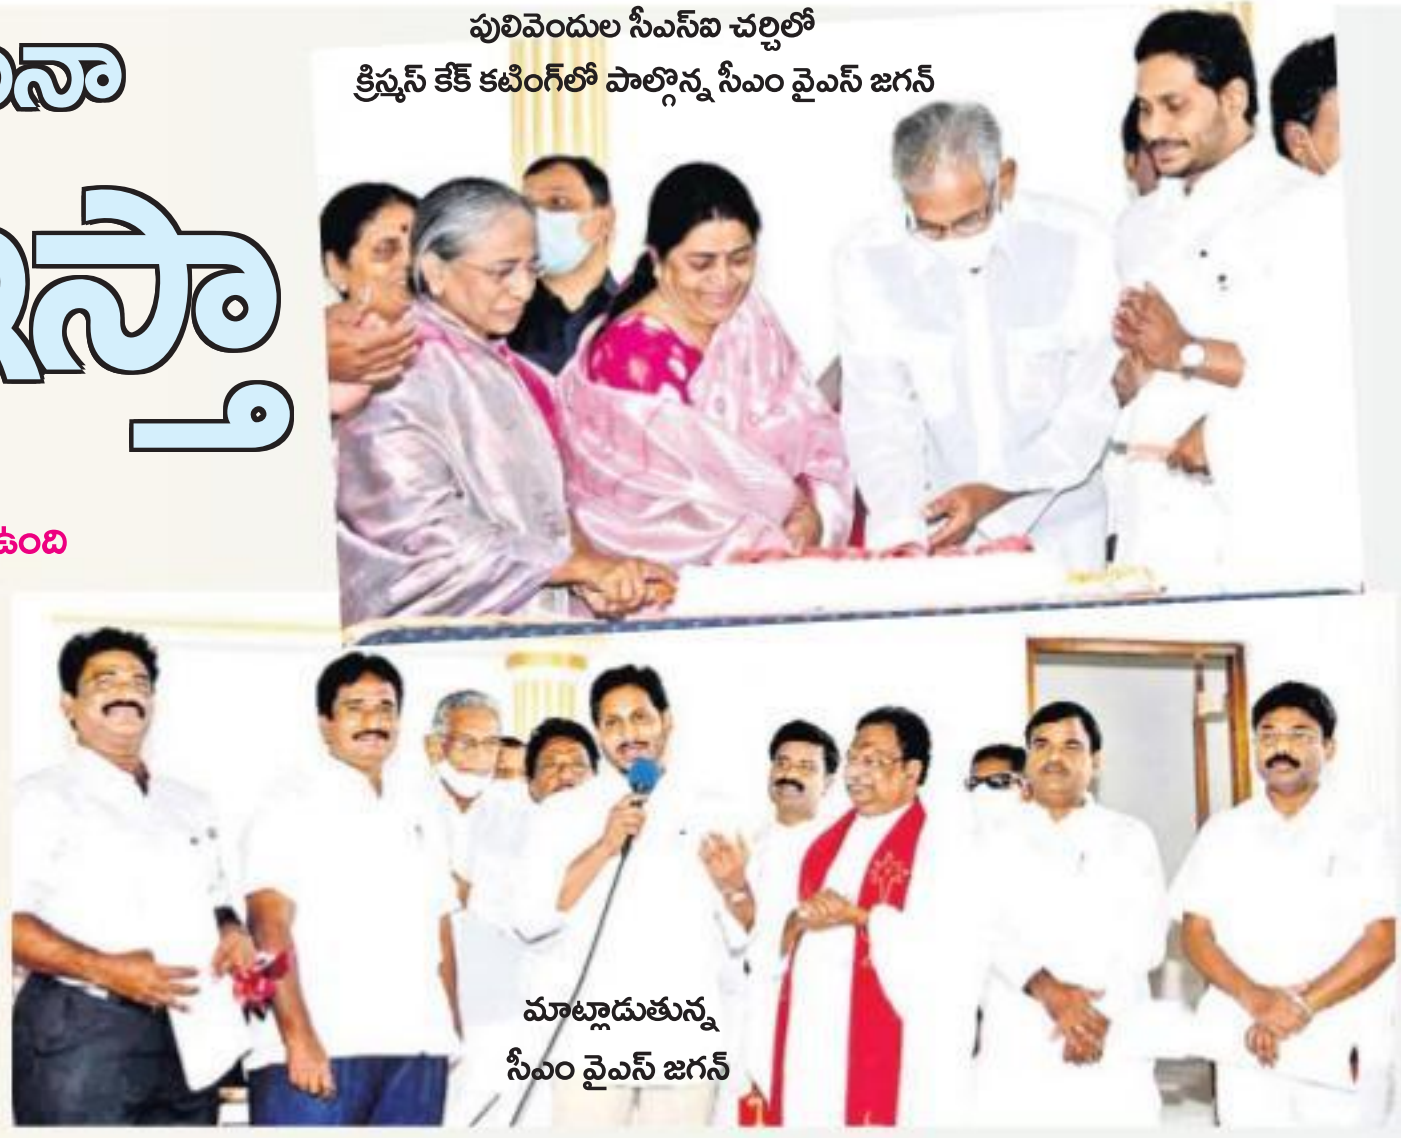 పులివెందుల సీఎస్ఐ చర్చిలో
క్రిస్మస్ కేక్ కటింగ్‌లో పాల్గొన్న సీఎం వైఎస్ జగన్
ఉంది
మాట్లాడుతున్న
సీఎం వైఎస్ జగన్